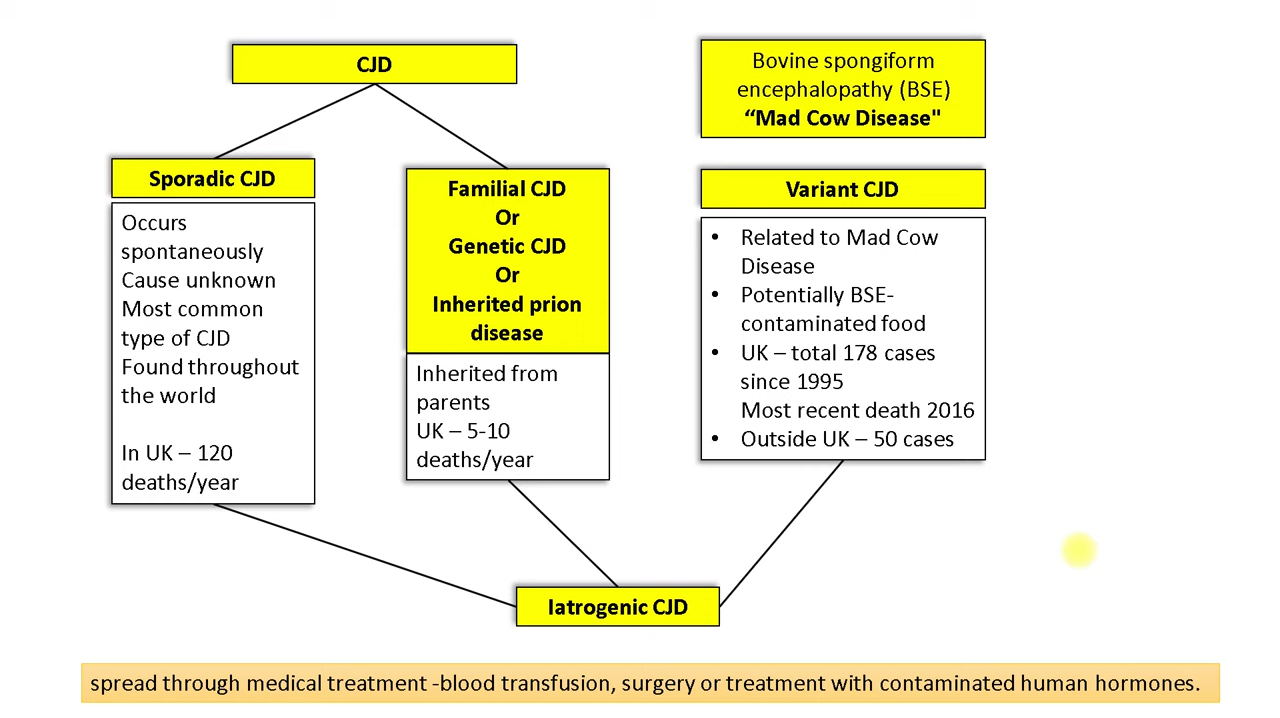 CJD
Bovine spongiform
encephalopathy (BSE)
“Mad Cow Disease"
Sporadic CJD
Occurs
spontaneously
Cause unknown
Most common
type of CJD
Found throughout
the world
In UK – 120
deaths/year
Familial CJD
Or
Genetic CJD
Or
Inherited prion
disease
Inherited from
parents
UK – 5-10
deaths/year
Variant CJD
• Related to Mad Cow
Disease
• Potentially BSE-
contaminated food
• UK – total 178 cases
since 1995
Most recent death 2016
• Outside UK – 50 cases
Iatrogenic CJD
spread through medical treatment -blood transfusion, surgery or treatment with contaminated human hormones.